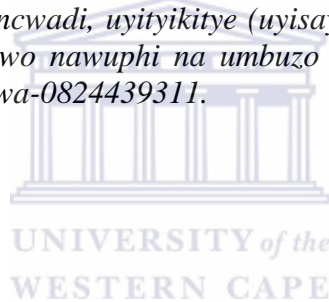 ncwadi, uyityikitye (uyisay
wo nawuphi na umbuzo
wa-0824439311.
UNIVERSITY of the
WESTERN CAPE